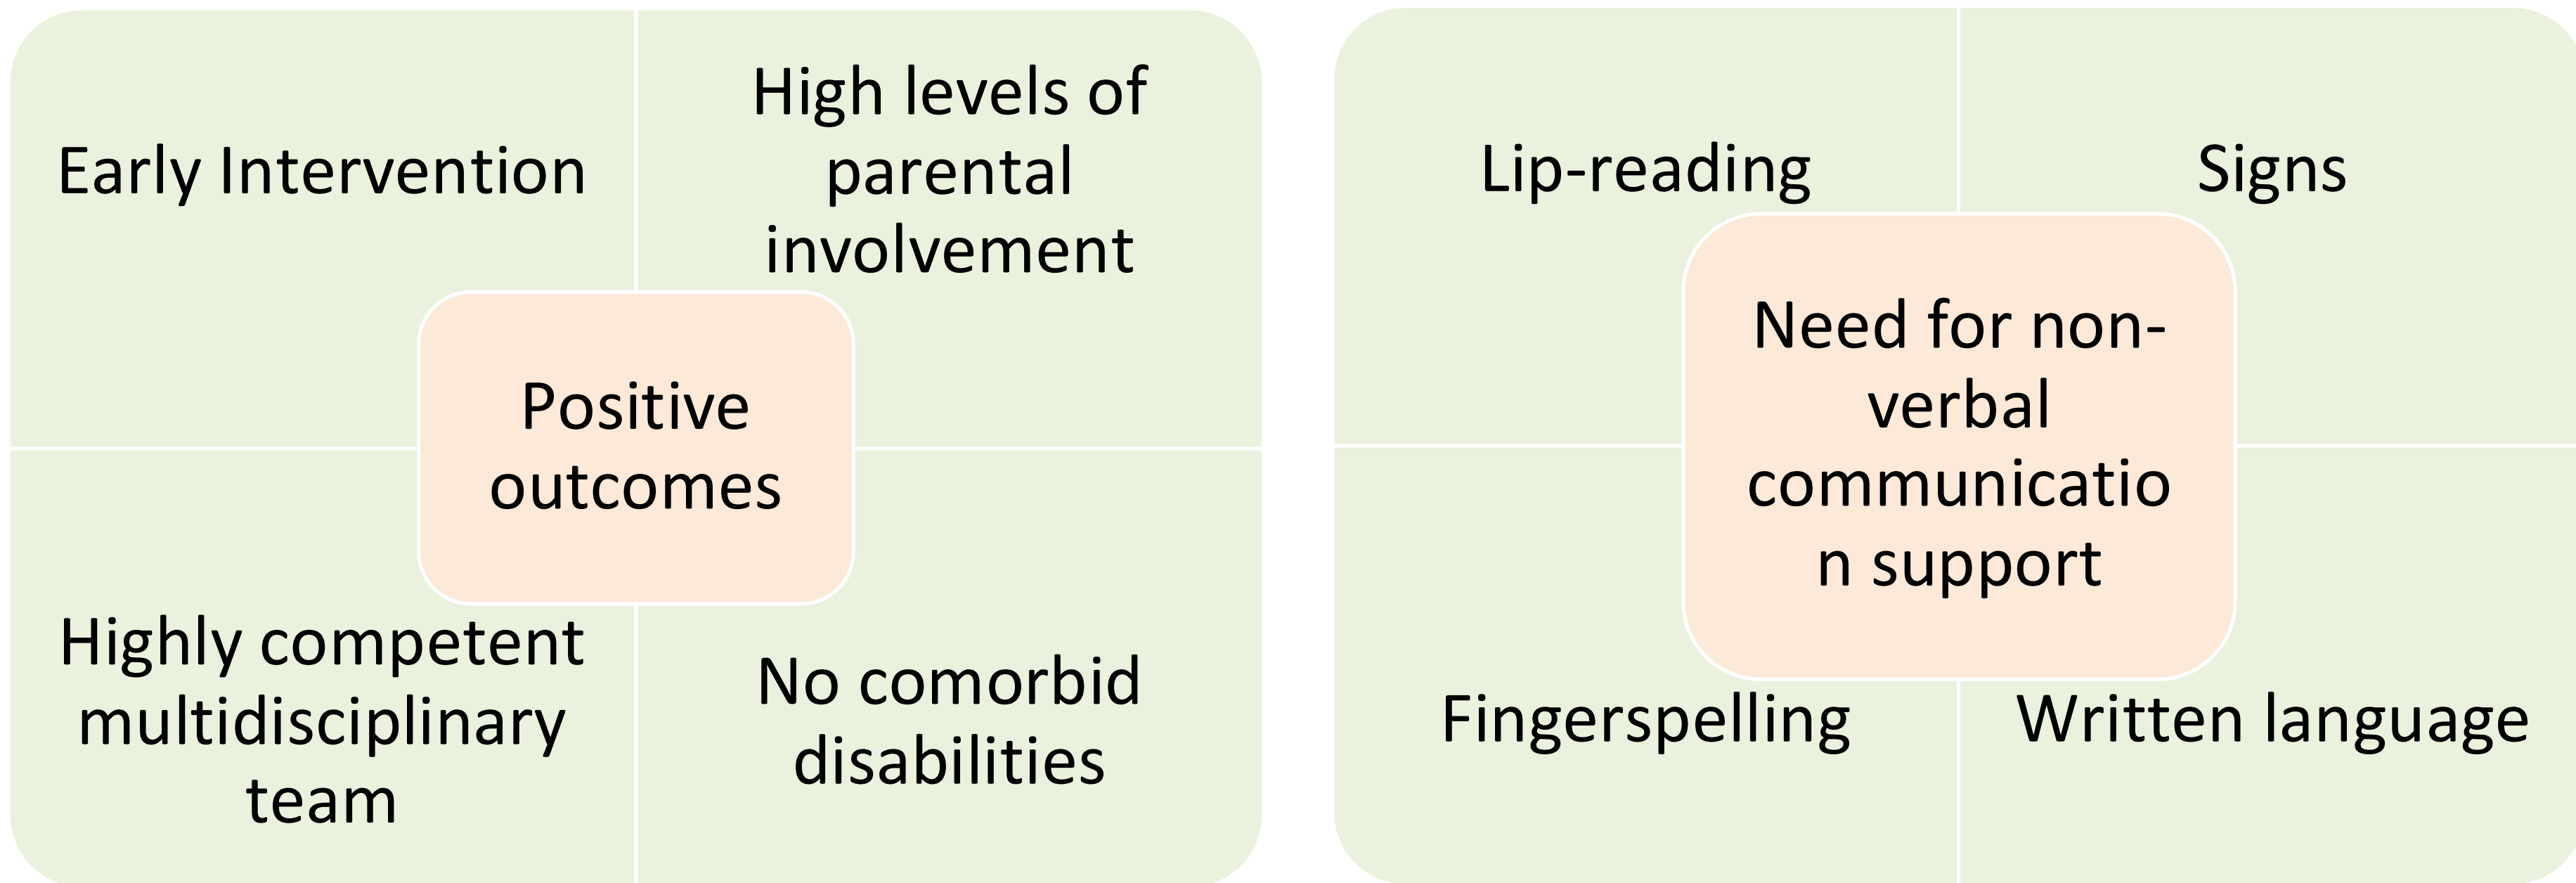 Early Intervention
High levels of
parental
involvement
Positive
outcomes
Highly competent
multidisciplinary
team
No comorbid
disabilities
Lip-reading
Signs
Need for non-
verbal
communicatio
n support
Fingerspelling
Written language